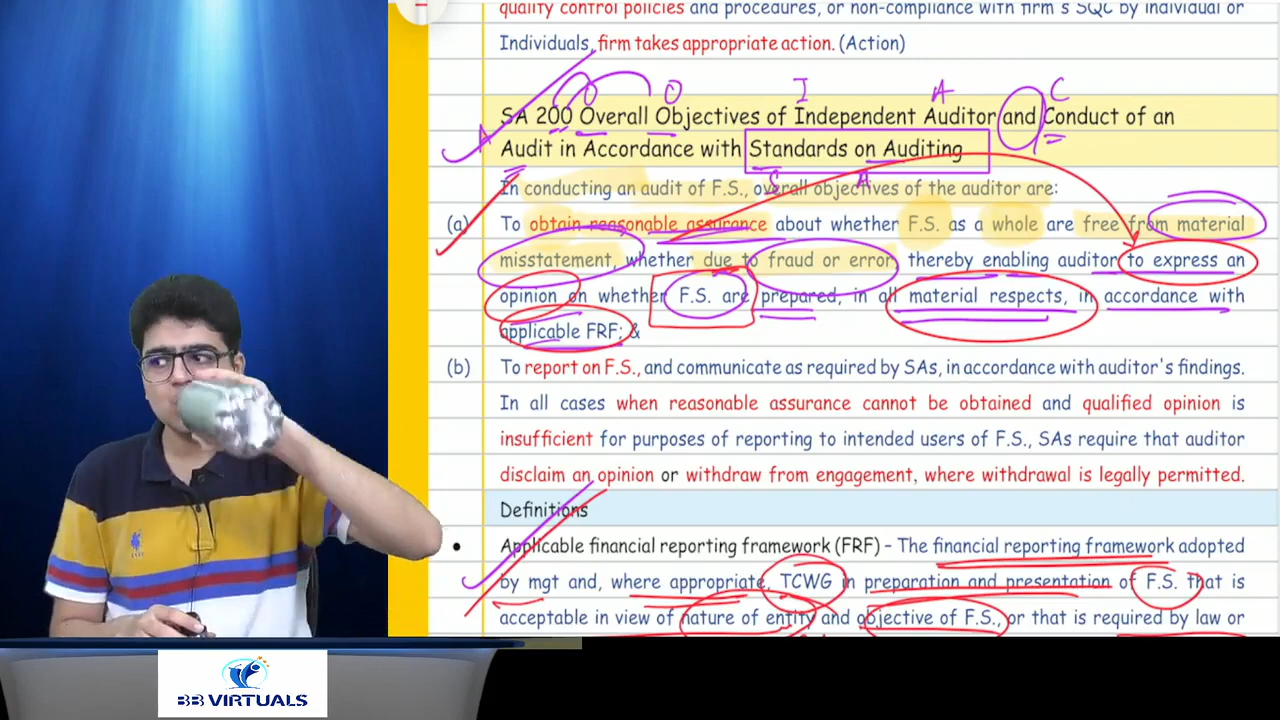 quality control policies and procedures, or non-compliance with firm's SQC by individual or
Individuals, firm takes appropriate action. (Action)
O O I A C
SA 200 Overall Objectives of Independent Auditor and Conduct of an
A
Audit in Accordance with Standards on Auditing
S A
In conducting an audit of F.S., overall objectives of the auditor are:
(a) To obtain reasonable assurance about whether F.S. as a whole are free from material
misstatement, whether due to fraud or error, thereby enabling auditor to express an
opinion on whether F.S. are prepared, in all material respects, in accordance with
applicable FRF; &
(b) To report on F.S., and communicate as required by SAs, in accordance with auditor's findings.
In all cases when reasonable assurance cannot be obtained and qualified opinion is
insufficient for purposes of reporting to intended users of F.S., SAs require that auditor
disclaim an opinion or withdraw from engagement, where withdrawal is legally permitted.
Definitions
• Applicable financial reporting framework (FRF) – The financial reporting framework adopted
by mgt and, where appropriate, TCWG in preparation and presentation of F.S. that is
acceptable in view of nature of entity and objective of F.S., or that is required by law or
BB VIRTUALS